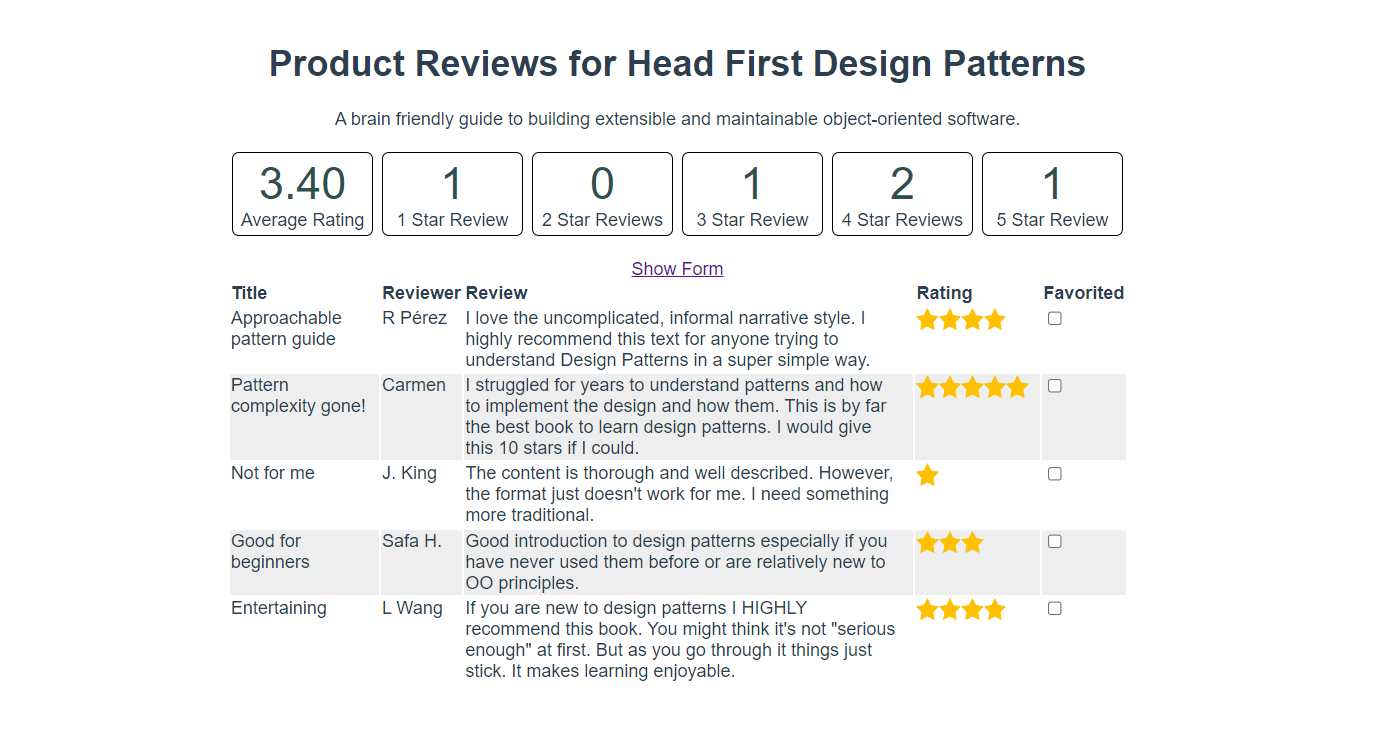 Product Reviews for Head First Design Patterns
A brain friendly guide to building extensible and maintainable object-oriented software.
3.40
Average Rating
1
1 Star Review
0
2 Star Reviews
1
3 Star Review
2
4 Star Reviews
1
5 Star Review
Show Form
Title Reviewer Review Rating Favorited
Approachable
pattern guide
R Pérez
I love the uncomplicated, informal narrative style. I
highly recommend this text for anyone trying to
understand Design Patterns in a super simple way.
Pattern
complexity gone!
Carmen
I struggled for years to understand patterns and how
to implement the design and how them. This is by far
the best book to learn design patterns. I would give
this 10 stars if I could.
Not for me
J. King
The content is thorough and well described. However,
the format just doesn't work for me. I need something
more traditional.
Good for
beginners
Safa H.
Good introduction to design patterns especially if you
have never used them before or are relatively new to
OO principles.
Entertaining
L Wang
If you are new to design patterns I HIGHLY
recommend this book. You might think it's not "serious
enough" at first. But as you go through it things just
stick. It makes learning enjoyable.